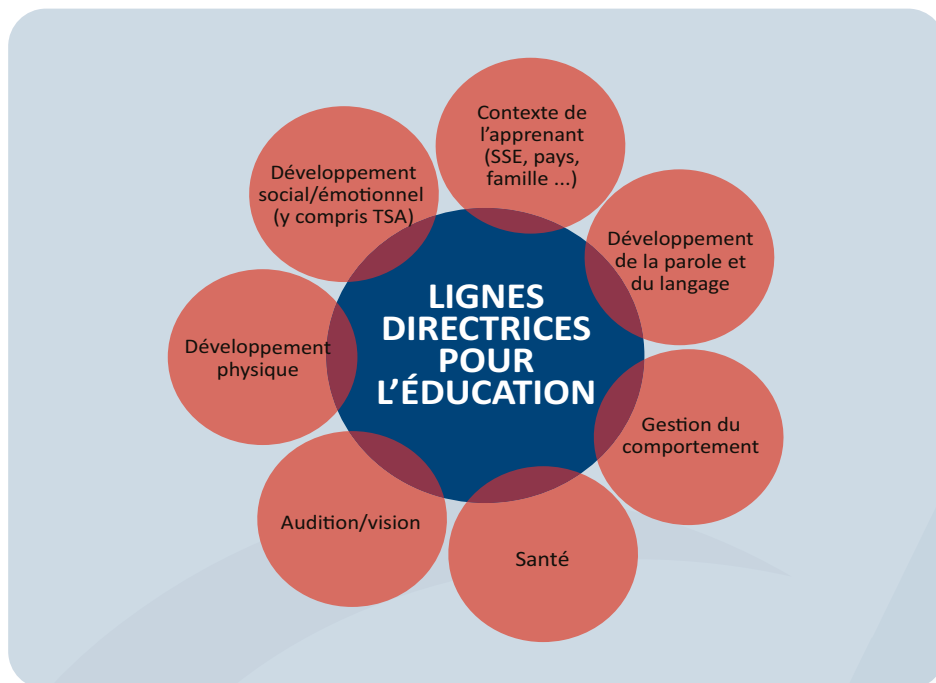 Contexte de
l’apprenant
(SSE, pays,
famille ...)
Développement
de la parole et
du langage
Gestion du
comportement
Santé
Audition/vision
Développement
physique
Développement
social/émotionnel
(y compris TSA)
LIGNES
DIRECTRICES
POUR
L’ÉDUCATION